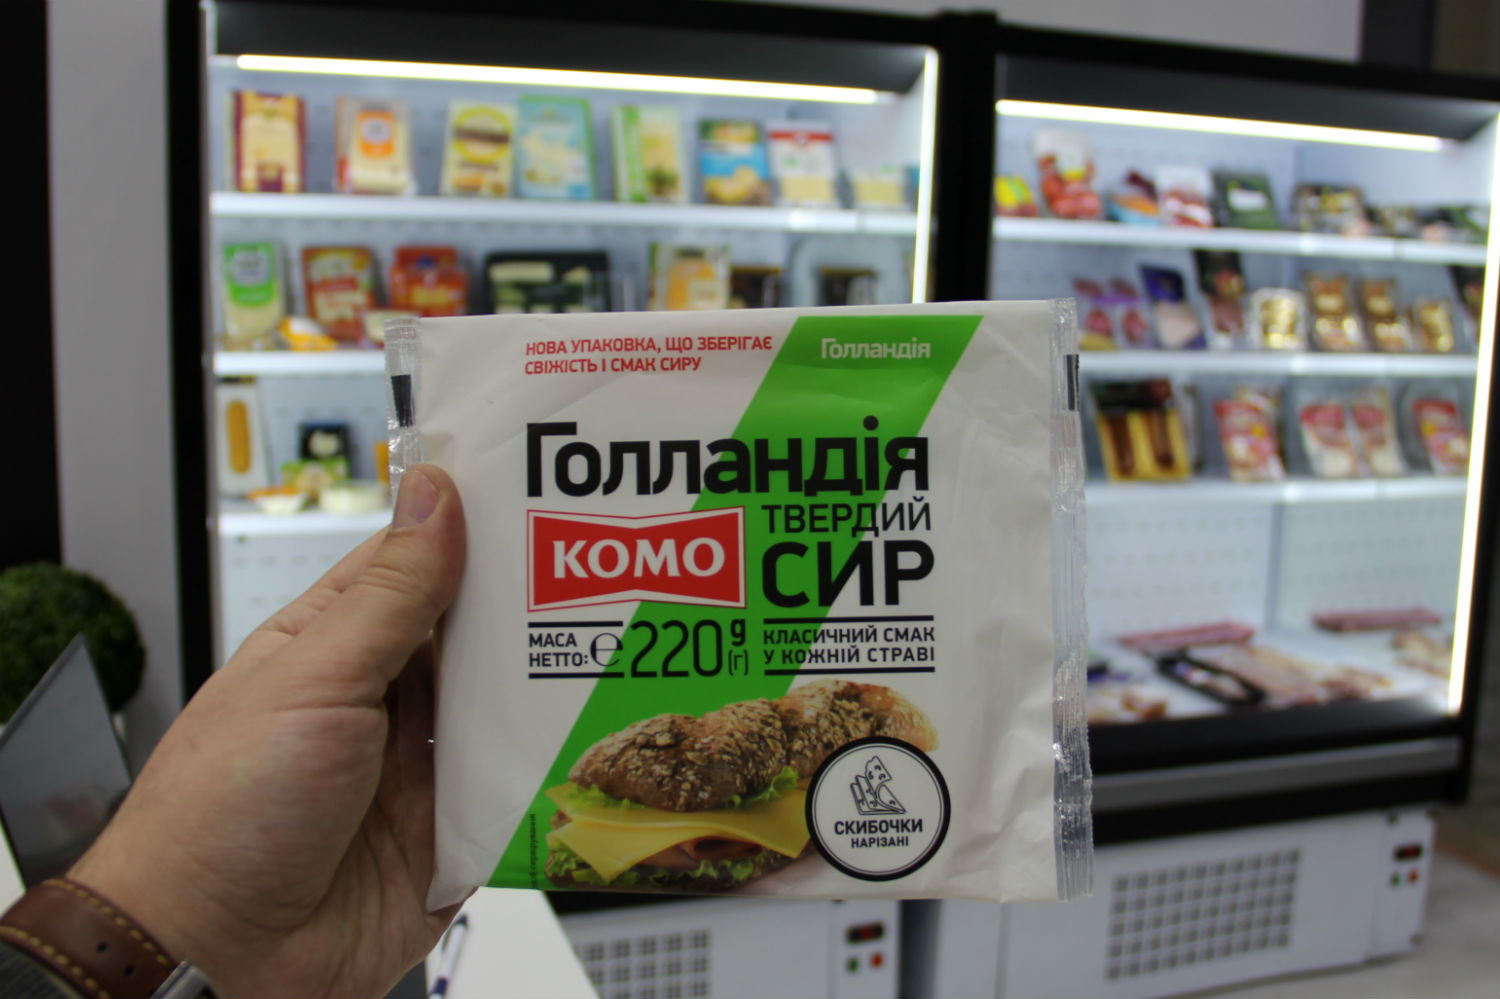 НОВА УПАКОВКА, ЩО ЗБЕРІГАЄ
СВІЖІСТЬ І СМАК СИРУ
Голландія
Голландія
КОМО
ТВЕРДИЙ
СИР
МАСА
НЕТТО: ℮ 220 g (г)
КЛАСИЧНИЙ СМАК
У КОЖНІЙ СТРАВІ
СКИБОЧКИ
НАРІЗАНІ